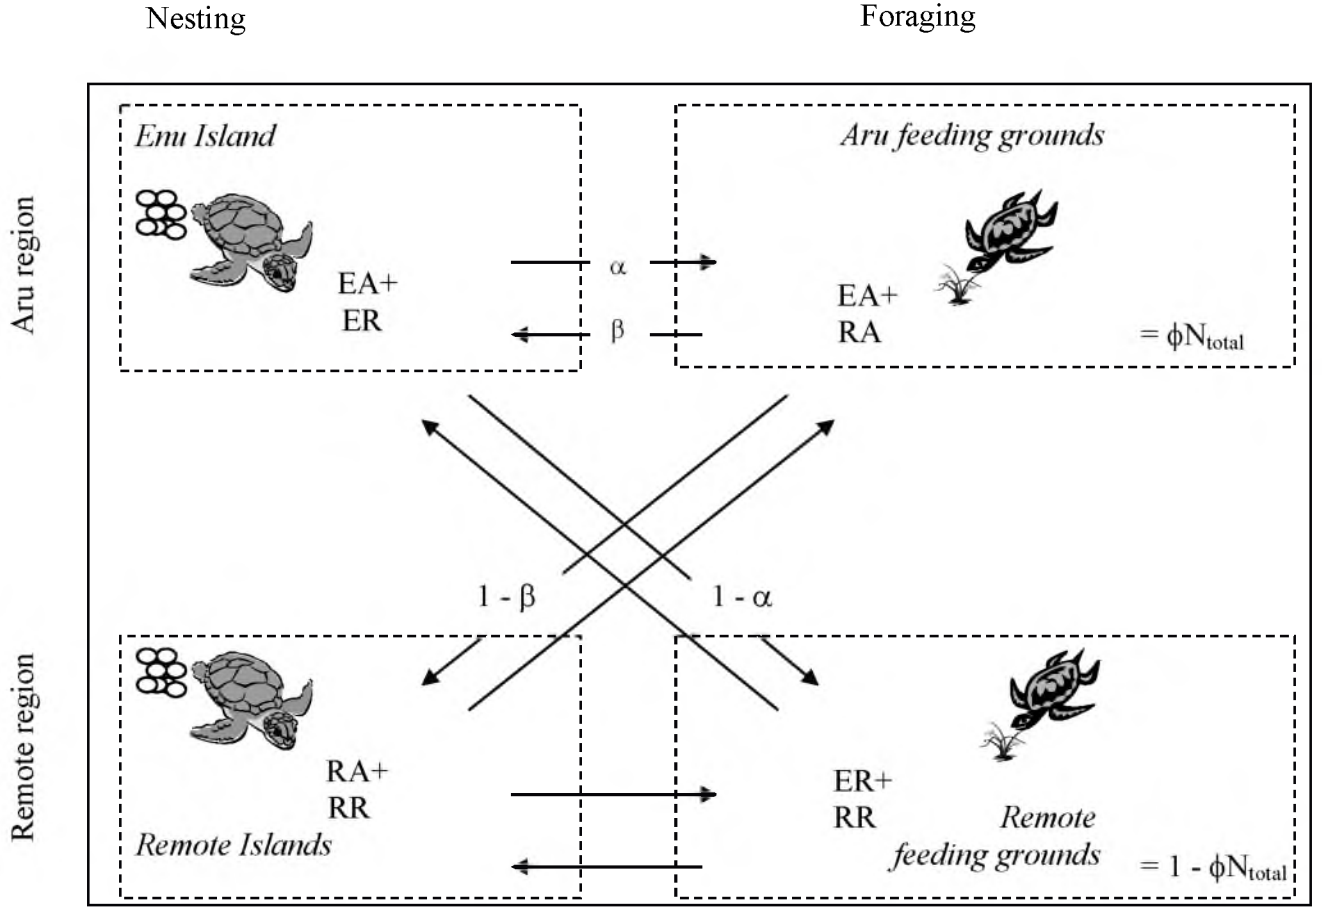 Nesting
Foraging
Aru region
Enu Island
EA+
ER
α
β
Aru feeding grounds
EA+
RA
= ϕN_total
1 - β
1 - α
Remote region
RA+
RR
Remote Islands
ER+
RR
Remote
feeding grounds
= 1 - ϕN_total